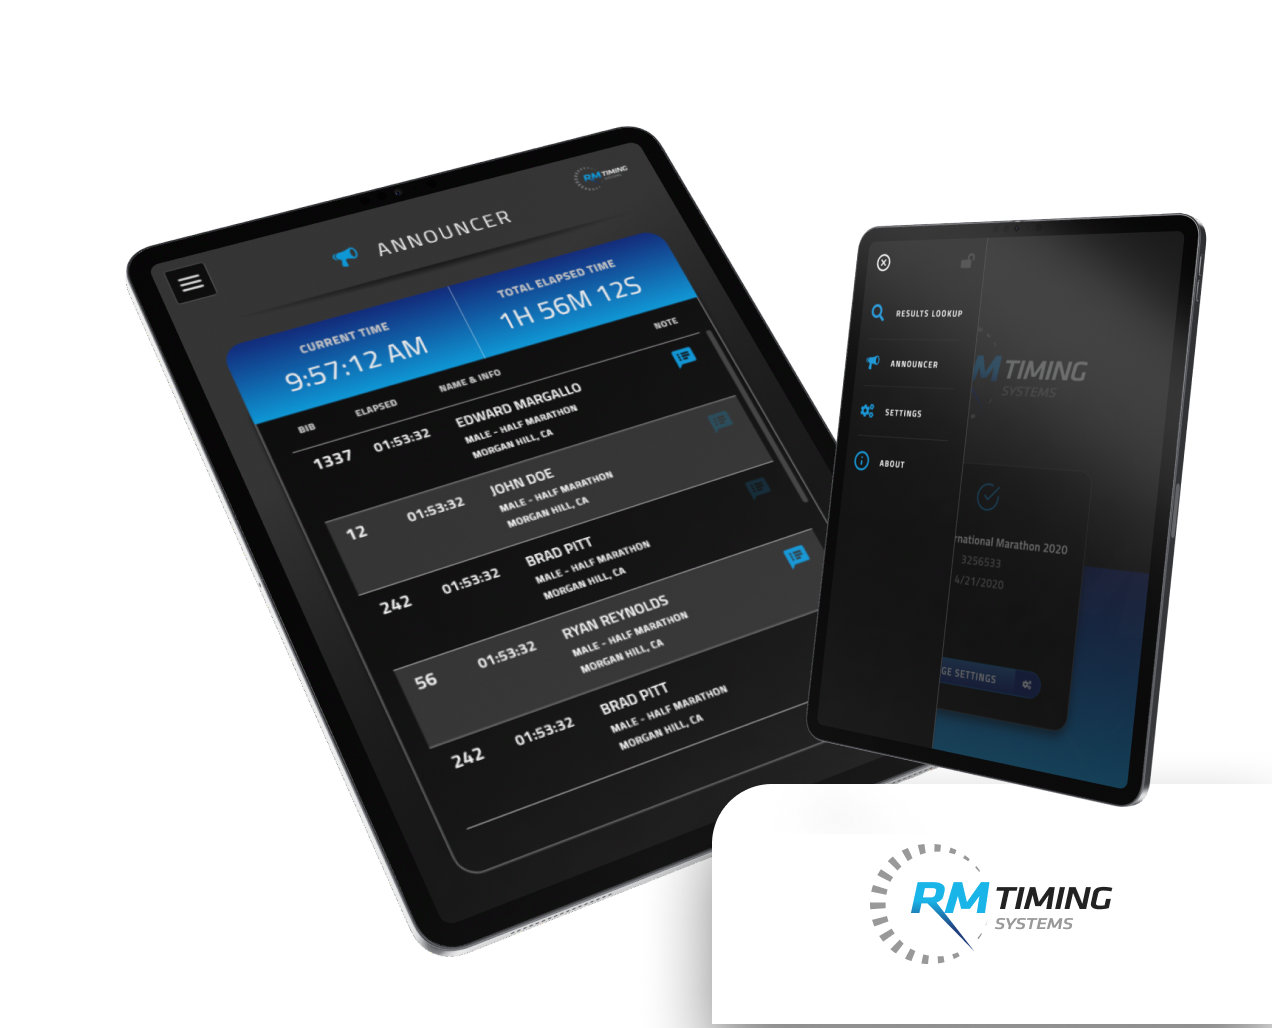 RM TIMING
SYSTEMS
ANNOUNCER
CURRENT TIME
9:57:12 AM
TOTAL ELAPSED TIME
1H 56M 12S
BIB ELAPSED NAME & INFO NOTE
1337 01:53:32 EDWARD MARGALLO
MALE - HALF MARATHON
MORGAN HILL, CA
12 01:53:32 JOHN DOE
MALE - HALF MARATHON
MORGAN HILL, CA
242 01:53:32 BRAD PITT
MALE - HALF MARATHON
MORGAN HILL, CA
56 01:53:32 RYAN REYNOLDS
MALE - HALF MARATHON
MORGAN HILL, CA
242 01:53:32 BRAD PITT
MALE - HALF MARATHON
MORGAN HILL, CA
RESULTS LOOKUP
ANNOUNCER
SETTINGS
ABOUT
M TIMING
SYSTEMS
rnational Marathon 2020
3256533
4/21/2020
GE SETTINGS
RM TIMING
SYSTEMS